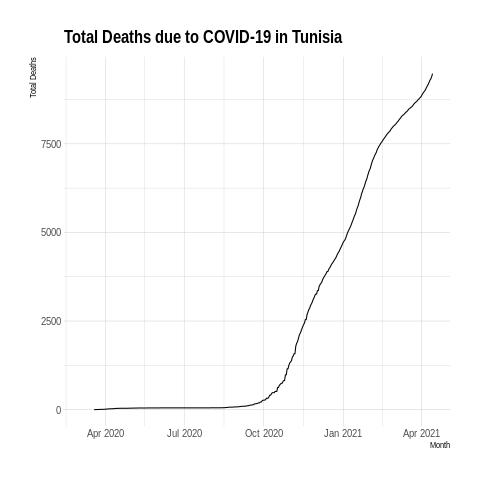 Total Deaths due to COVID-19 in Tunisia
Total Deaths
7500
5000
2500
0
Apr 2020
Jul 2020
Oct 2020
Jan 2021
Apr 2021
Month